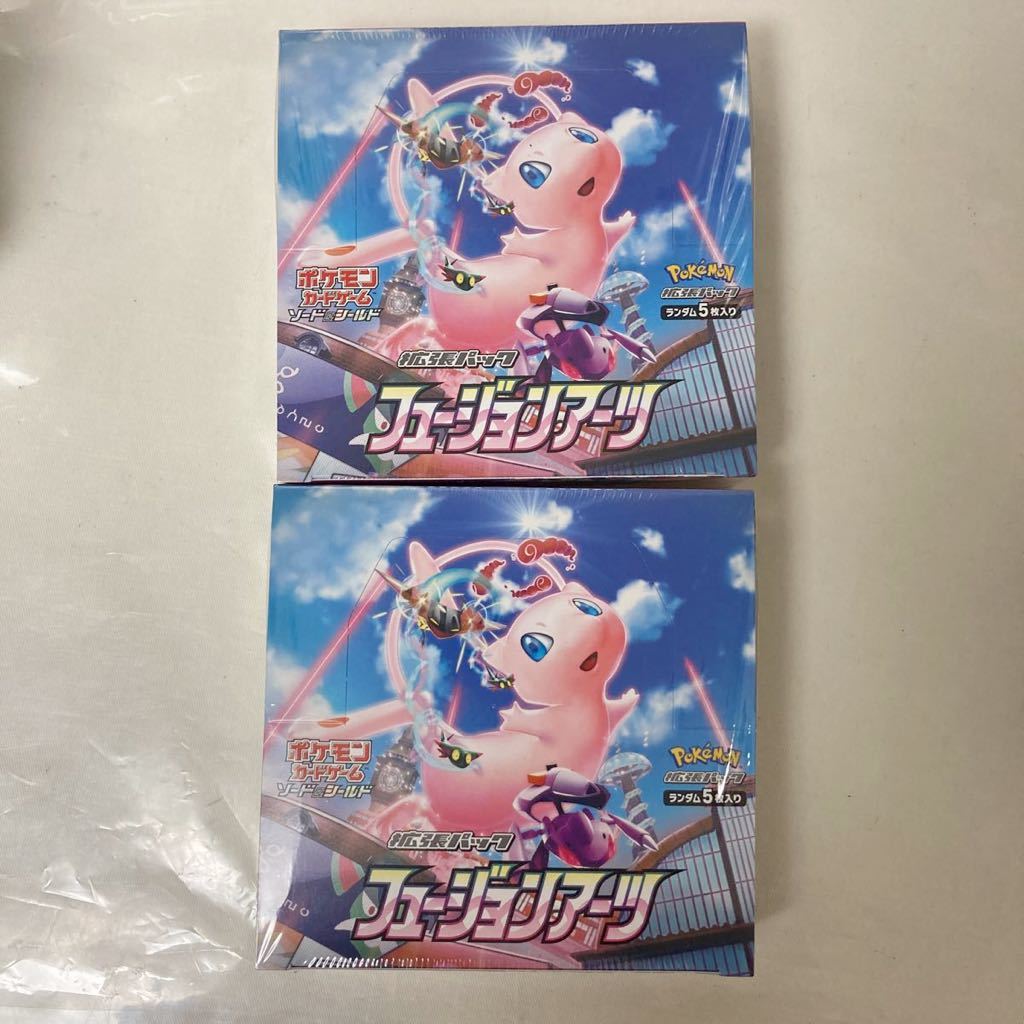 ポケモン
カードゲーム
ソード&シールド
Pokémon
拡張パック
ランダム5枚入り
拡張パック
フュージョンアーツ
ポケモン
カードゲーム
ソード&シールド
Pokémon
拡張パック
ランダム5枚入り
拡張パック
フュージョンアーツ